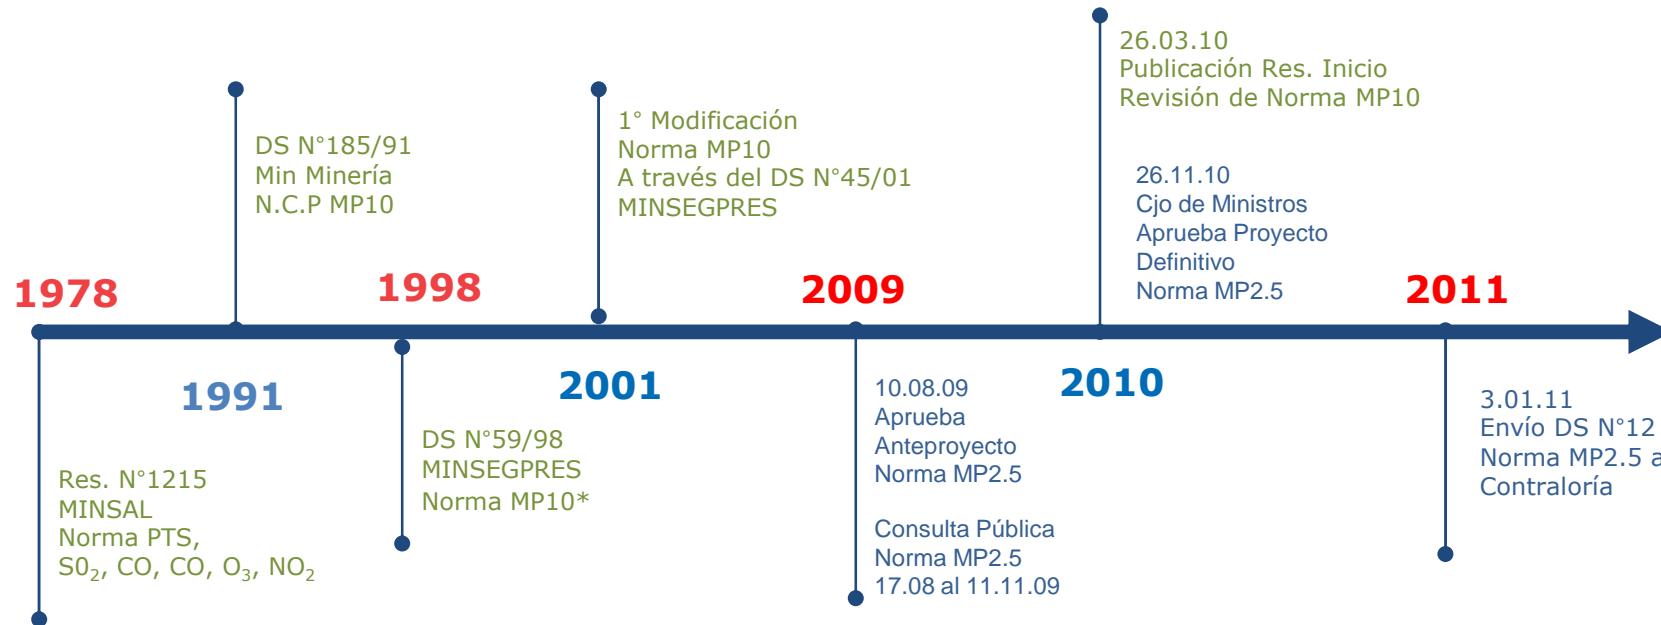 1978
Res. N°1215
MINSAL
Norma PTS,
S0₂, CO, CO, O₃, NO₂
DS N°185/91
Min Minería
N.C.P MP10
1991
1998
DS N°59/98
MINSEGPRES
Norma MP10*
1° Modificación
Norma MP10
A través del DS N°45/01
MINSEGPRES
2001
2009
10.08.09
Aprueba
Anteproyecto
Norma MP2.5
Consulta Pública
Norma MP2.5
17.08 al 11.11.09
26.03.10
Publicación Res. Inicio
Revisión de Norma MP10
26.11.10
Cjo de Ministros
Aprueba Proyecto
Definitivo
Norma MP2.5
2010
2011
3.01.11
Envío DS N°12
Norma MP2.5 a
Contraloría